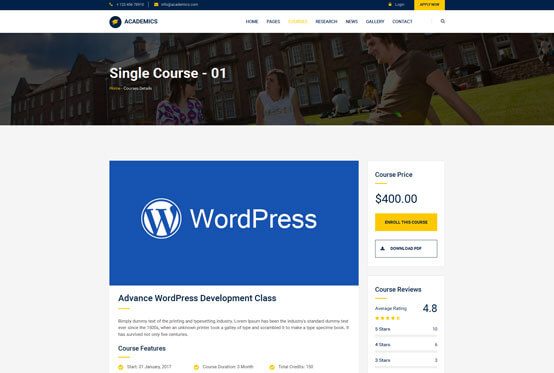 + 123 456 78910 info@academics.com Login APPLY NOW
ACADEMICS HOME PAGES COURSES RESEARCH NEWS GALLERY CONTACT
Single Course - 01
Home - Courses Details
WordPress
Advance WordPress Development Class
Simply dummy text of the printing and typesetting industry. Lorem Ipsum has been the industry's standard dummy text
ever since the 1500s, when an unknown printer took a galley of type and scrambled it to make a type specimen book. It
has survived not only five centuries.
Course Features
Start: 01 January, 2017 Course Duration: 3 Month Total Credits: 150
Course Price
$400.00
ENROLL THIS COURSE
DOWNLOAD PDF
Course Reviews
Average Rating 4.8
5 Stars 10
4 Stars 6
3 Stars 3